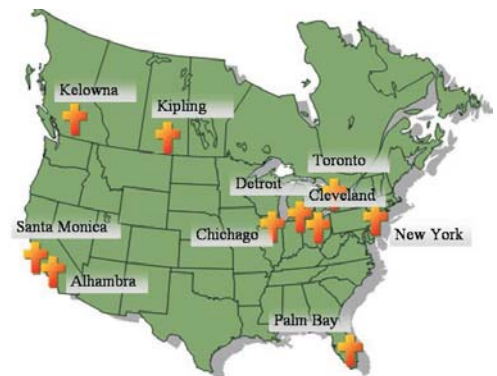 Kelowna
Kipling
Toronto
Detroit
Cleveland
Santa Monica
Chichago
New York
Alhambra
Palm Bay